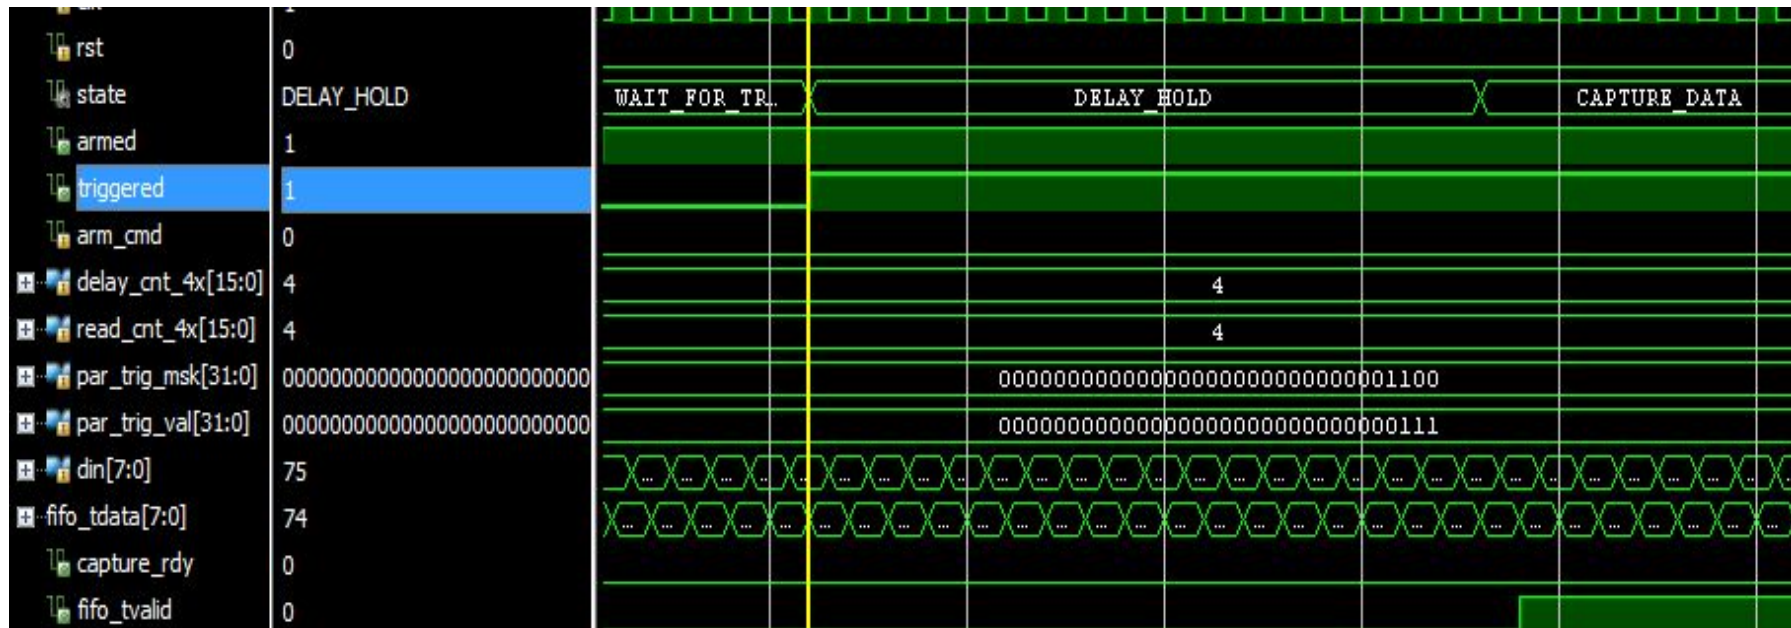 rst 0
state DELAY_HOLD WAIT_FOR_TR.. DELAY_HOLD CAPTURE_DATA
armed 1
triggered 1
arm_cmd 0
delay_cnt_4x[15:0] 4 4
read_cnt_4x[15:0] 4 4
par_trig_msk[31:0] 0000000000000000000000000000 00000000000000000000000000001100
par_trig_val[31:0] 0000000000000000000000000000 00000000000000000000000000000111
din[7:0] 75
fifo_tdata[7:0] 74
capture_rdy 0
fifo_tvalid 0